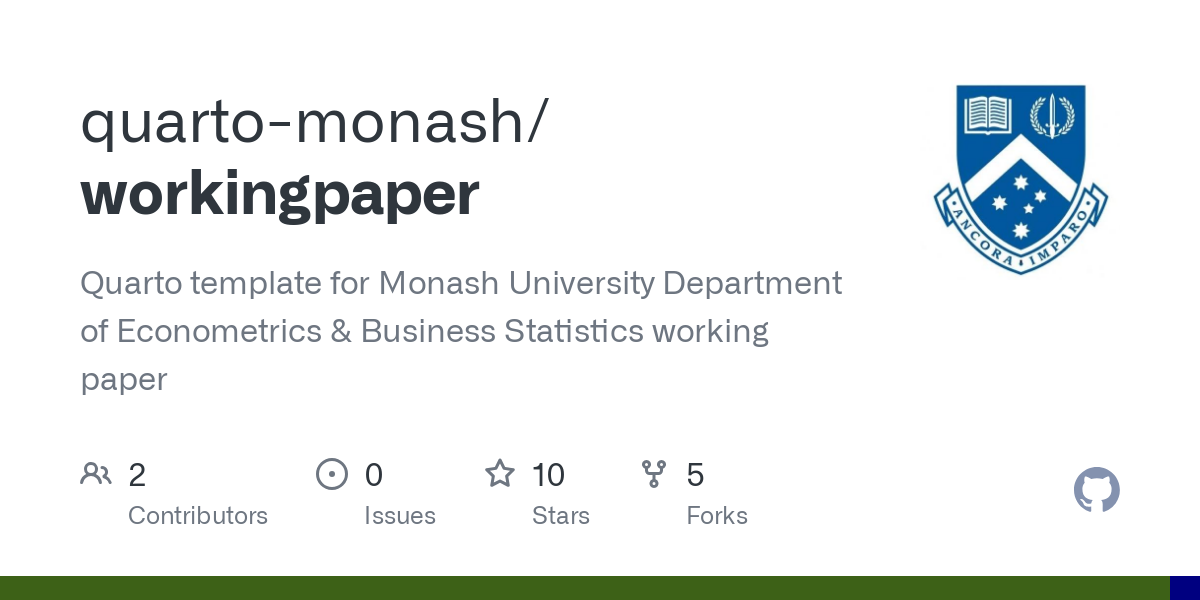 quarto-monash/
workingpaper
Quarto template for Monash University Department
of Econometrics & Business Statistics working
paper
ANCORA IMPARO
2
Contributors
0
Issues
10
Stars
5
Forks